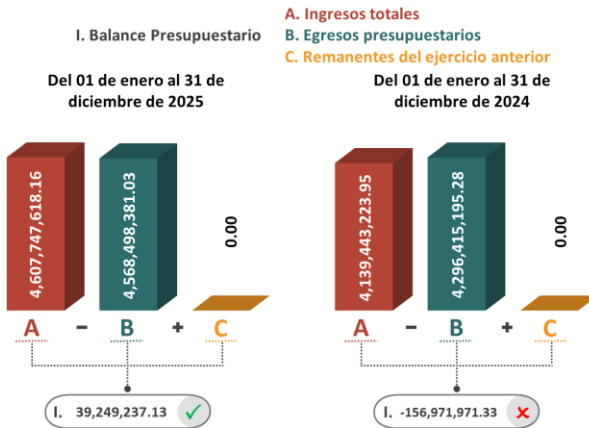 A. Ingresos totales
I. Balance Presupuestario
B. Egresos presupuestarios
C. Remanentes del ejercicio anterior
Del 01 de enero al 31 de
diciembre de 2025
4,607,747,618.16
4,568,498,381.03
0.00
A - B + C
I. 39,249,237.13
Del 01 de enero al 31 de
diciembre de 2024
4,139,443,223.95
4,296,415,195.28
0.00
A - B + C
I. -156,971,971.33